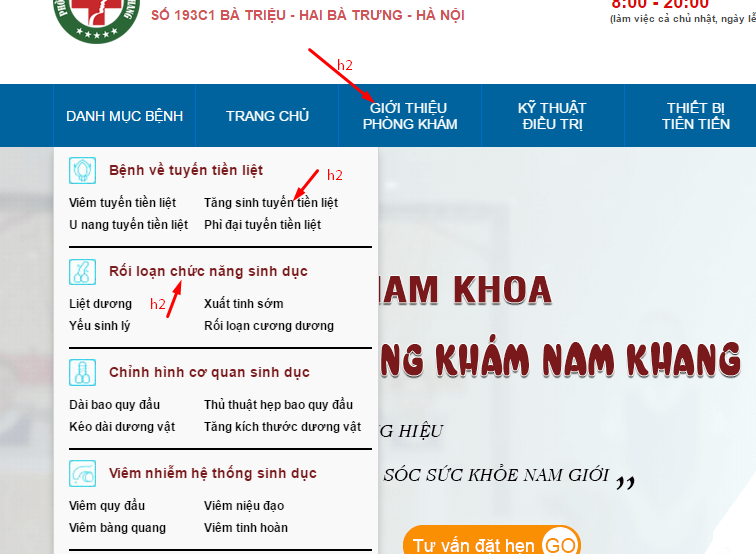 PHÒ
HANG
SỐ 193C1 BÀ TRIỆU - HAI BÀ TRƯNG - HÀ NỘI
8:00 - 20:00
(làm việc cả chủ nhật, ngày lễ
h2
DANH MỤC BỆNH
TRANG CHỦ
GIỚI THIỆU
PHÒNG KHÁM
KỸ THUẬT
ĐIỀU TRỊ
THIẾT BỊ
TIÊN TIẾN
Bệnh về tuyến tiền liệt
h2
Viêm tuyến tiền liệt
Tăng sinh tuyến tiền liệt
U nang tuyến tiền liệt
Phì đại tuyến tiền liệt
Rối loạn chức năng sinh dục
Liệt dương
h2
Xuất tinh sớm
Yếu sinh lý
Rối loạn cương dương
Chỉnh hình cơ quan sinh dục
Dài bao quy đầu
Thủ thuật hẹp bao quy đầu
Kéo dài dương vật
Tăng kích thước dương vật
Viêm nhiễm hệ thống sinh dục
Viêm quy đầu
Viêm niệu đạo
Viêm bàng quang
Viêm tinh hoàn
NAM KHOA
NG KHÁM NAM KHANG
G HIỆU
SÓC SỨC KHỎE NAM GIỚI ,,
Tư vấn đặt hẹn GO